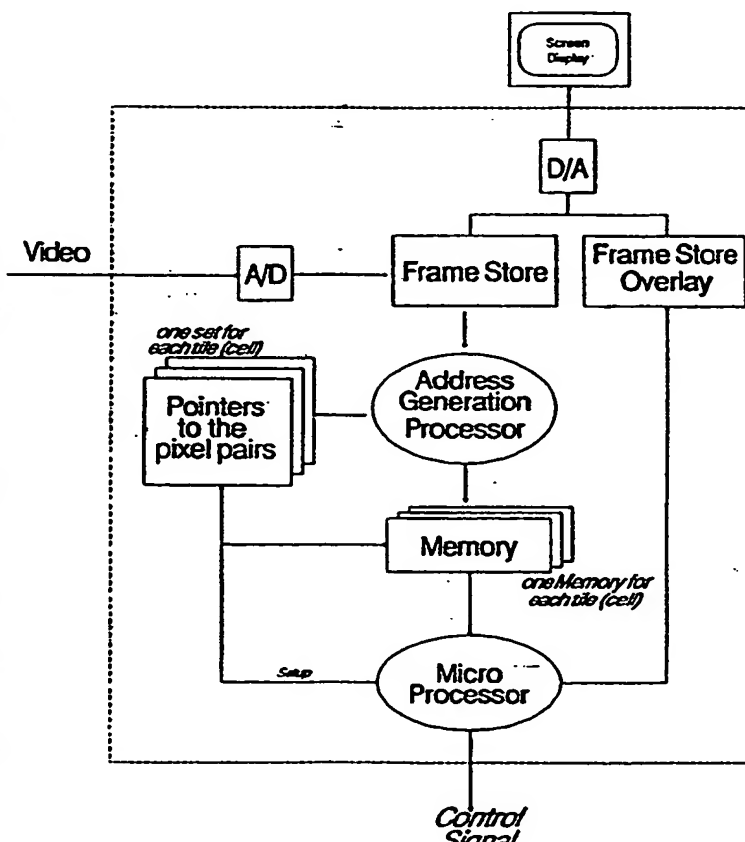 Screen
Display
D/A
Video
A/D
Frame Store
Frame Store
Overlay
one set for
each tile (cell)
Pointers
to the
pixel pairs
Address
Generation
Processor
Memory
one Memory for
each tile (cell)
Setup
Micro
Processor
Control
Signal